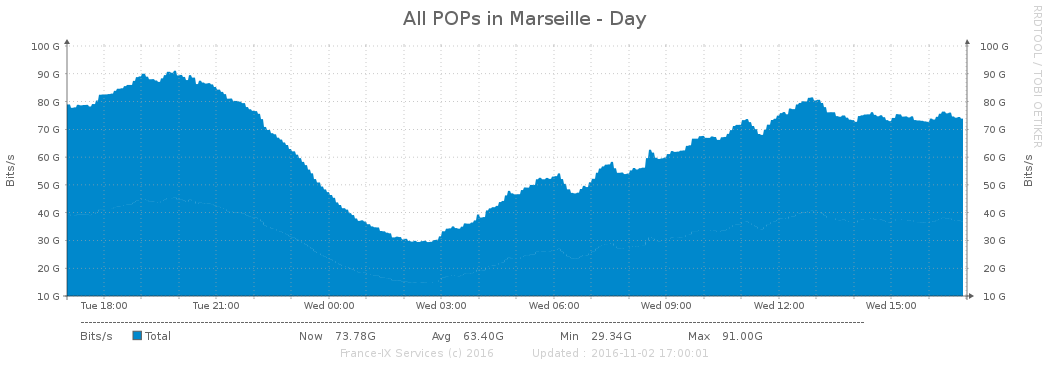 All POPs in Marseille - Day
RRDTOOL / TOBI OETIKER
100 G 100 G
90 G 90 G
80 G 80 G
70 G 70 G
60 G 60 G
50 G 50 G
40 G 40 G
30 G 30 G
20 G 20 G
10 G 10 G
Bits/s
Bits/s
Tue 18:00 Tue 21:00 Wed 00:00 Wed 03:00 Wed 06:00 Wed 09:00 Wed 12:00 Wed 15:00
Bits/s Total Now 73.78G Avg 63.40G Min 29.34G Max 91.00G
France-IX Services (c) 2016 Updated : 2016-11-02 17:00:01